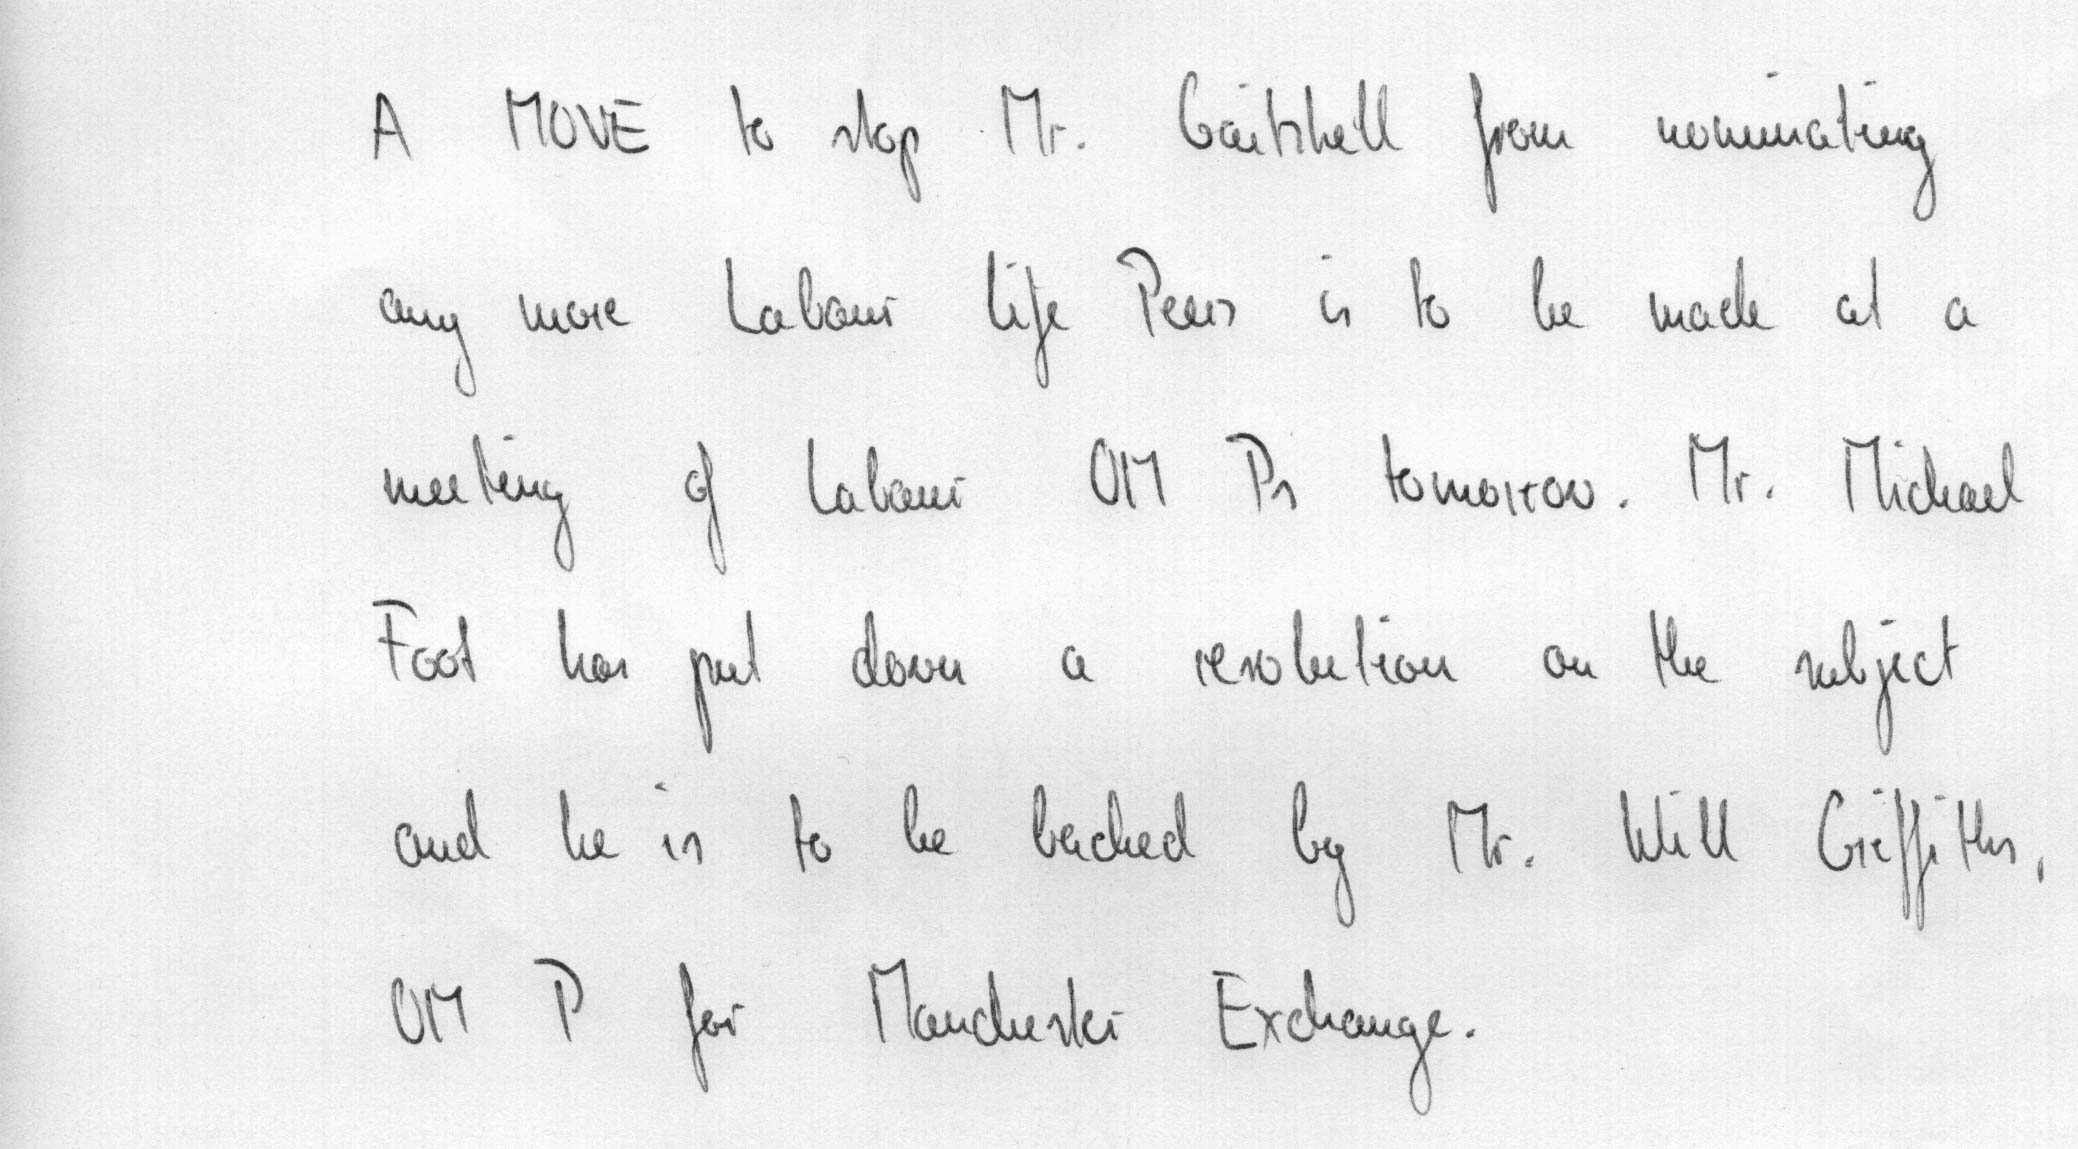 A MOVE to stop Mr. Gaitskell from nominating
any more Labour life Peers is to be made at a
meeting of Labour OM Ps tomorrow. Mr. Michael
Foot has put down a resolution on the subject
and he is to be backed by Mr. Will Griffiths,
OM P for Manchester Exchange.